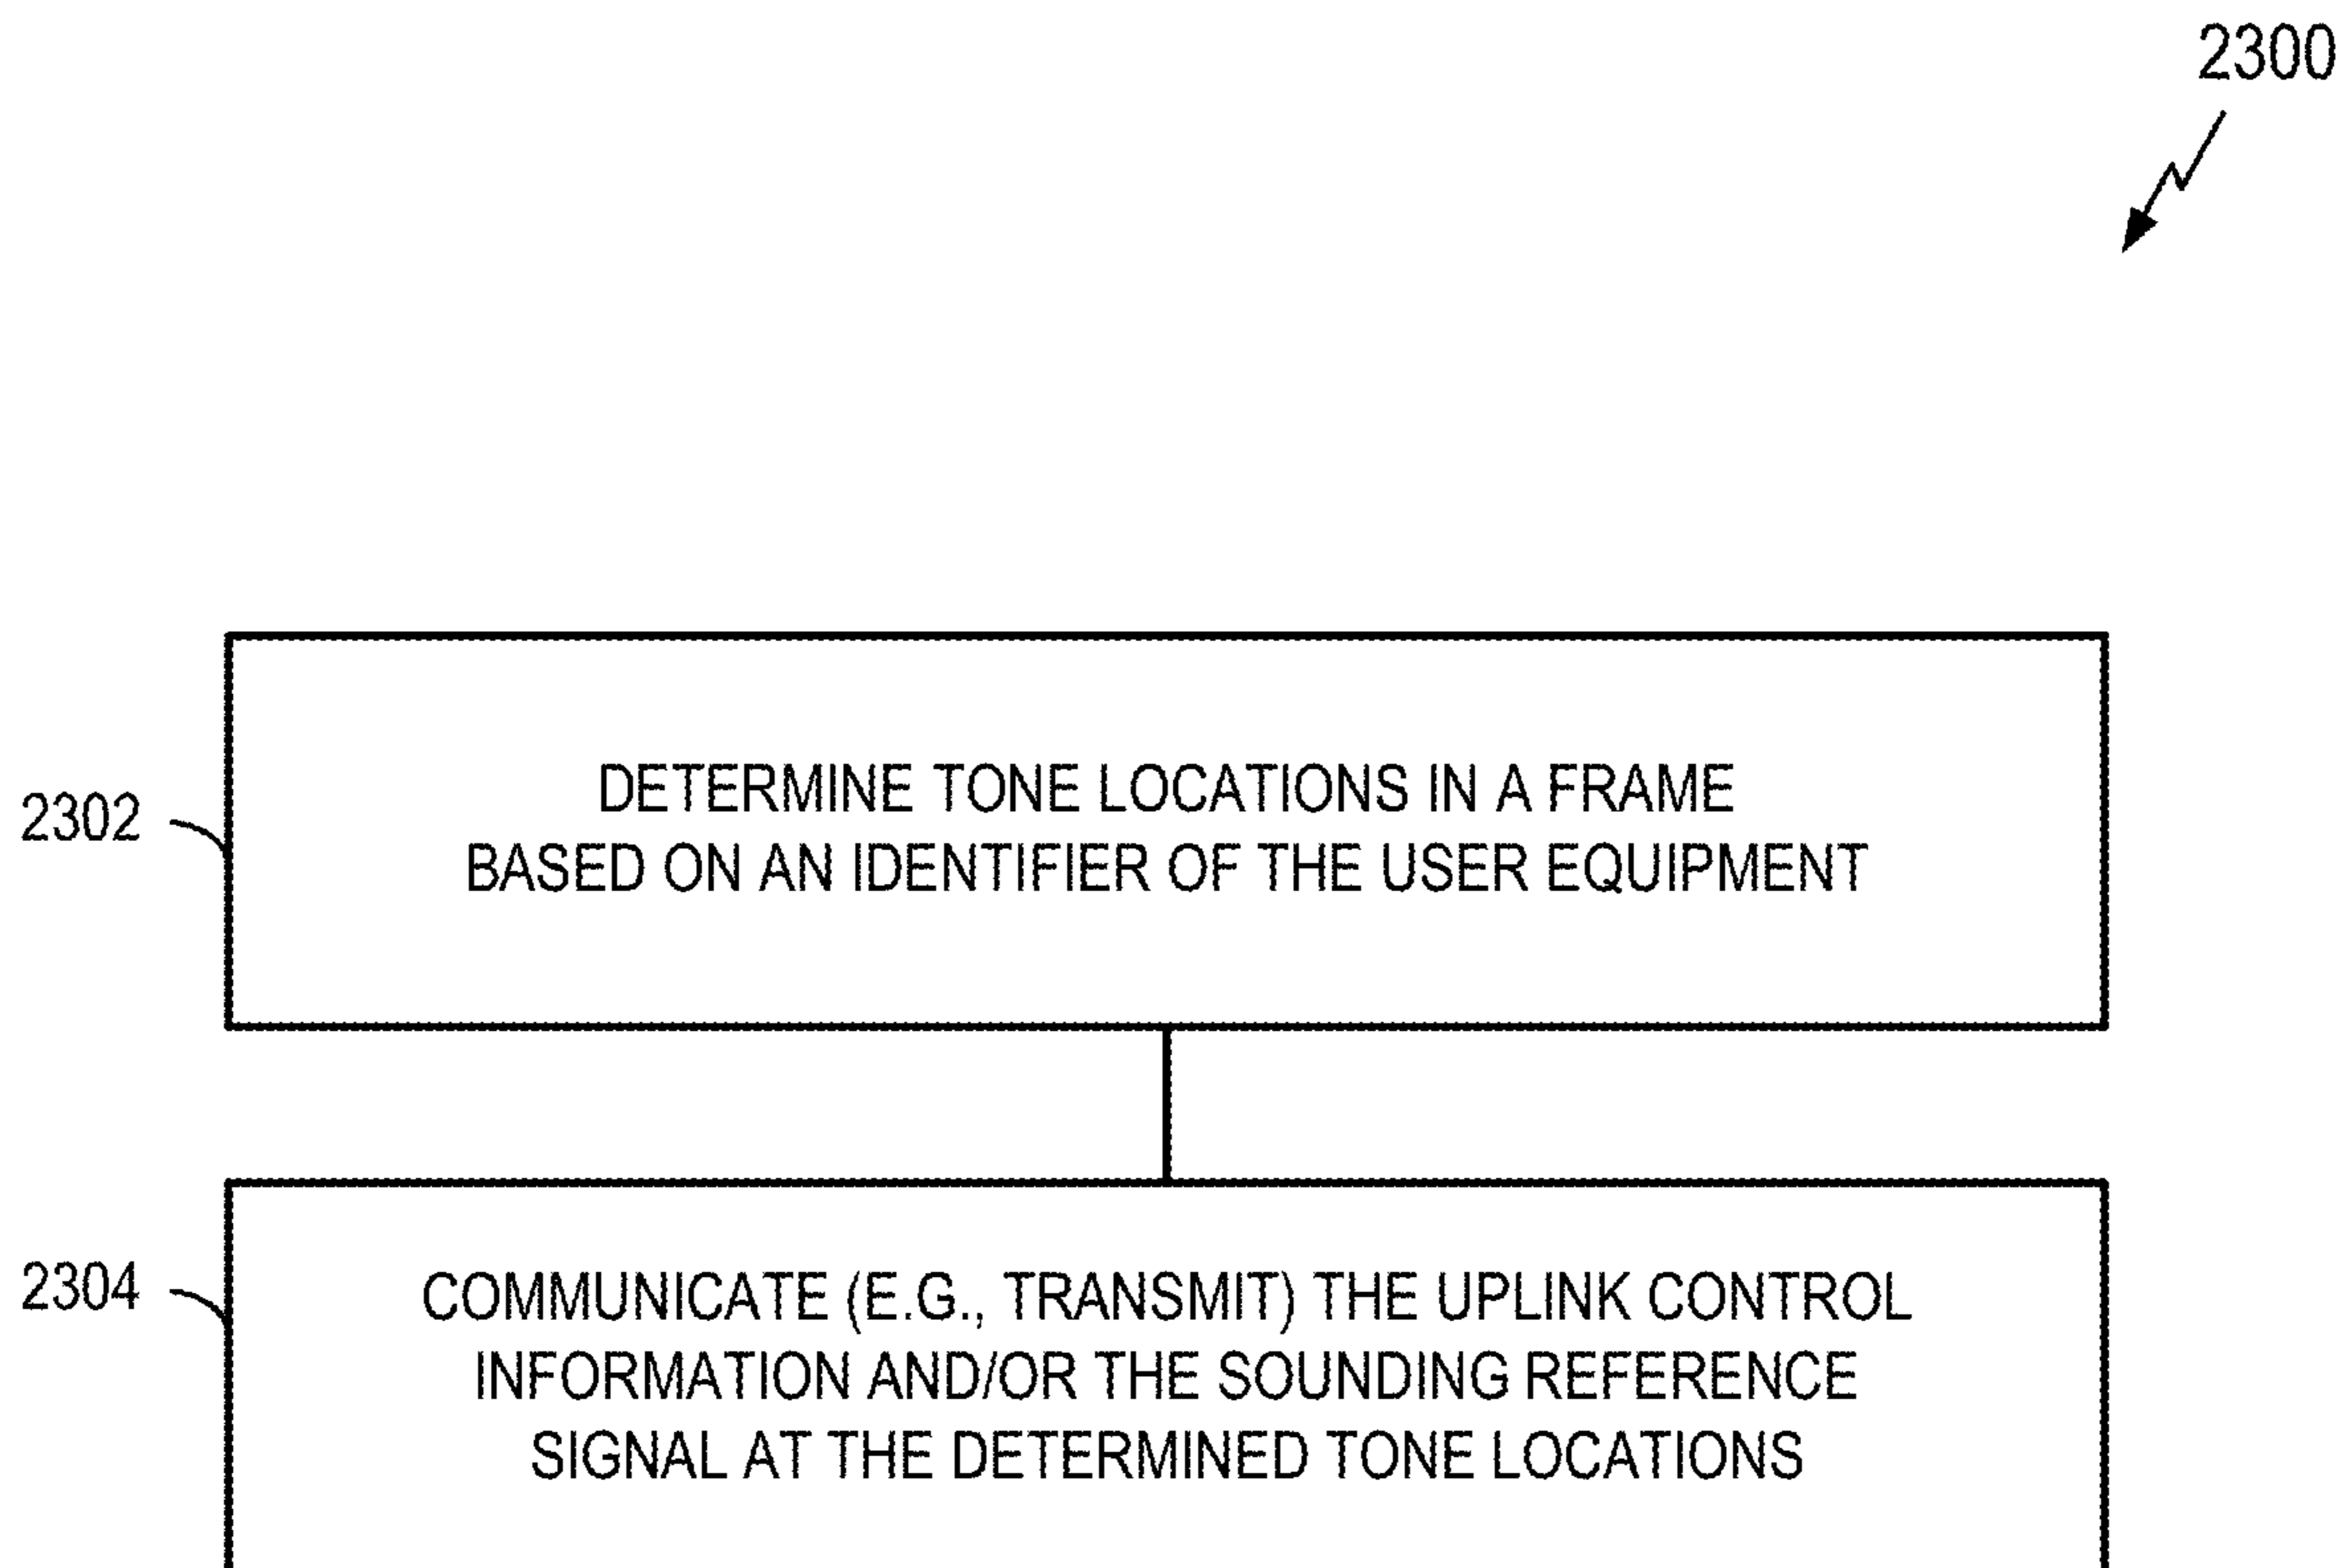 2300
2302
DETERMINE TONE LOCATIONS IN A FRAME
BASED ON AN IDENTIFIER OF THE USER EQUIPMENT
2304
COMMUNICATE (E.G., TRANSMIT) THE UPLINK CONTROL
INFORMATION AND/OR THE SOUNDING REFERENCE
SIGNAL AT THE DETERMINED TONE LOCATIONS